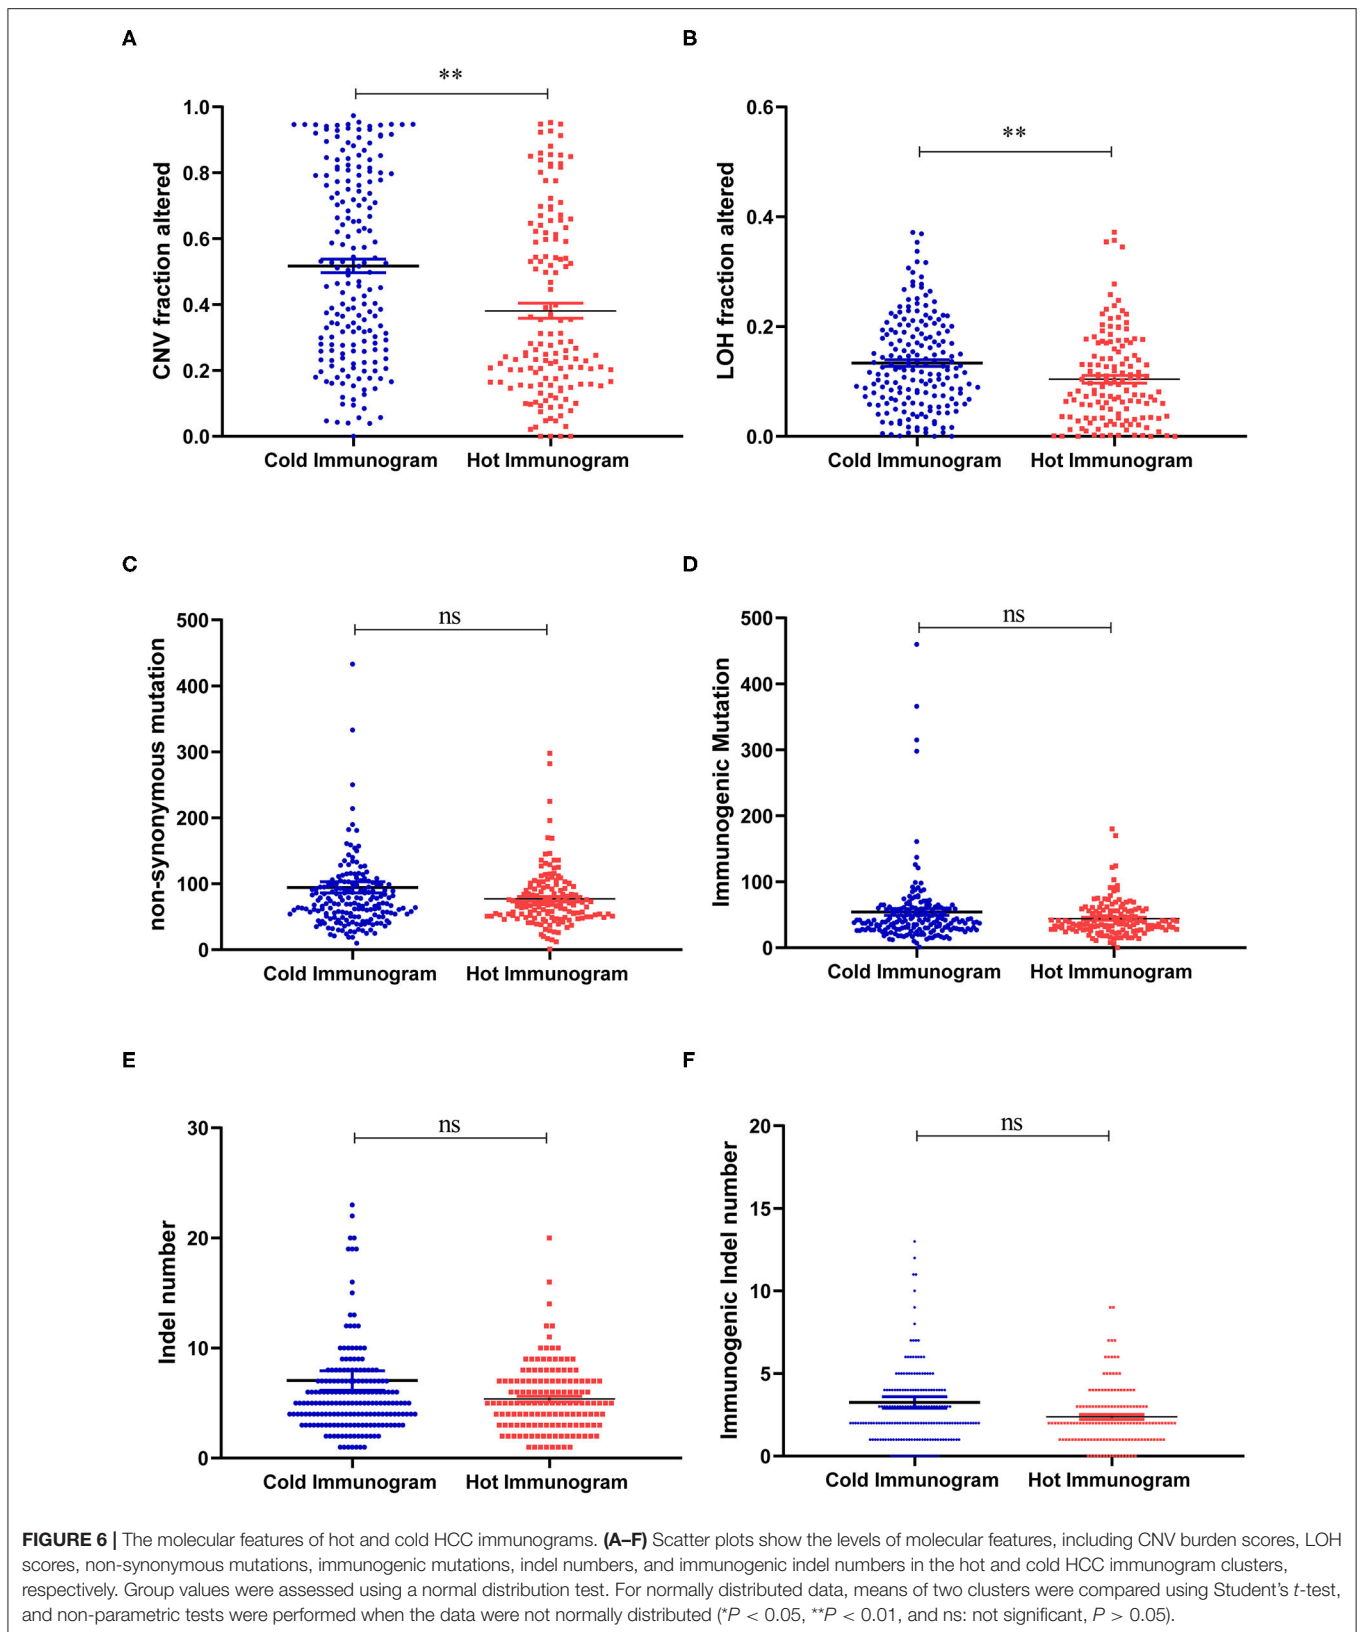 A
B
**
CNV fraction altered
1.0
0.8
0.6
0.4
0.2
0.0
Cold Immunogram
Hot Immunogram
**
LOH fraction altered
0.6
0.4
0.2
0.0
Cold Immunogram
Hot Immunogram
C
D
ns
non-synonymous mutation
500
400
300
200
100
0
Cold Immunogram
Hot Immunogram
ns
Immunogenic Mutation
500
400
300
200
100
0
Cold Immunogram
Hot Immunogram
E
F
ns
Indel number
30
20
10
0
Cold Immunogram
Hot Immunogram
ns
Immunogenic Indel number
20
15
10
5
0
Cold Immunogram
Hot Immunogram
FIGURE 6 | The molecular features of hot and cold HCC immunograms. (A–F) Scatter plots show the levels of molecular features, including CNV burden scores, LOH
scores, non-synonymous mutations, immunogenic mutations, indel numbers, and immunogenic indel numbers in the hot and cold HCC immunogram clusters,
respectively. Group values were assessed using a normal distribution test. For normally distributed data, means of two clusters were compared using Student's t-test,
and non-parametric tests were performed when the data were not normally distributed (*P < 0.05, **P < 0.01, and ns: not significant, P > 0.05).